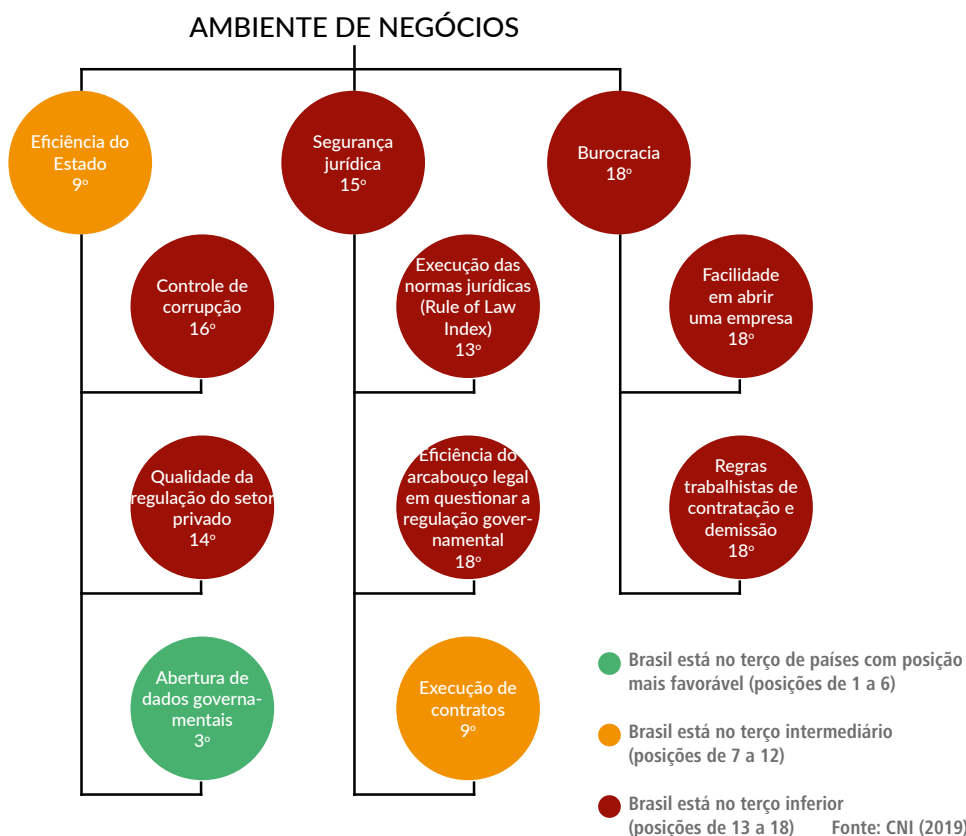 AMBIENTE DE NEGÓCIOS
Eficiência do
Estado
9º
Segurança
jurídica
15º
Burocracia
18º
Controle de
corrupção
16º
Execução das
normas jurídicas
(Rule of Law
Index)
13º
Facilidade
em abrir
uma empresa
18º
Qualidade da
regulação do setor
privado
14º
Eficiência do
arcabouço legal
em questionar a
regulação gover-
namental
18º
Regras
trabalhistas de
contratação e
demissão
18º
Abertura de
dados governa-
mentais
3º
Execução de
contratos
9º
Brasil está no terço de países com posição
mais favorável (posições de 1 a 6)
Brasil está no terço intermediário
(posições de 7 a 12)
Brasil está no terço inferior
(posições de 13 a 18) Fonte: CNI (2019)